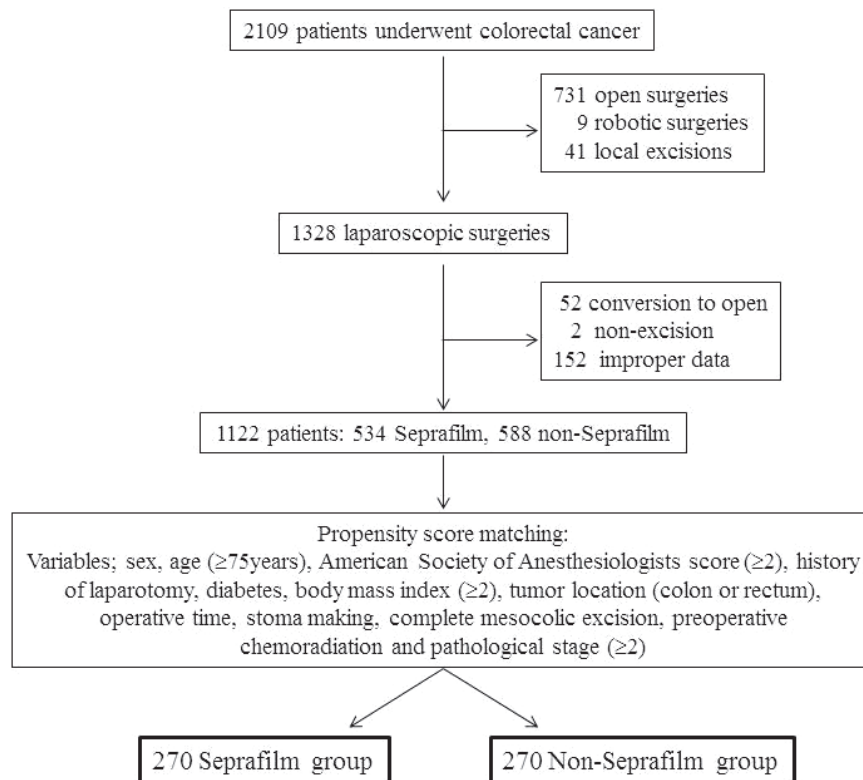 2109 patients underwent colorectal cancer
731 open surgeries
9 robotic surgeries
41 local excisions
1328 laparoscopic surgeries
52 conversion to open
2 non-excision
152 improper data
1122 patients: 534 Seprafilm, 588 non-Seprafilm
Propensity score matching:
Variables; sex, age (≥75years), American Society of Anesthesiologists score (≥2), history
of laparotomy, diabetes, body mass index (≥2), tumor location (colon or rectum),
operative time, stoma making, complete mesocolic excision, preoperative
chemoradiation and pathological stage (≥2)
270 Seprafilm group
270 Non-Seprafilm group